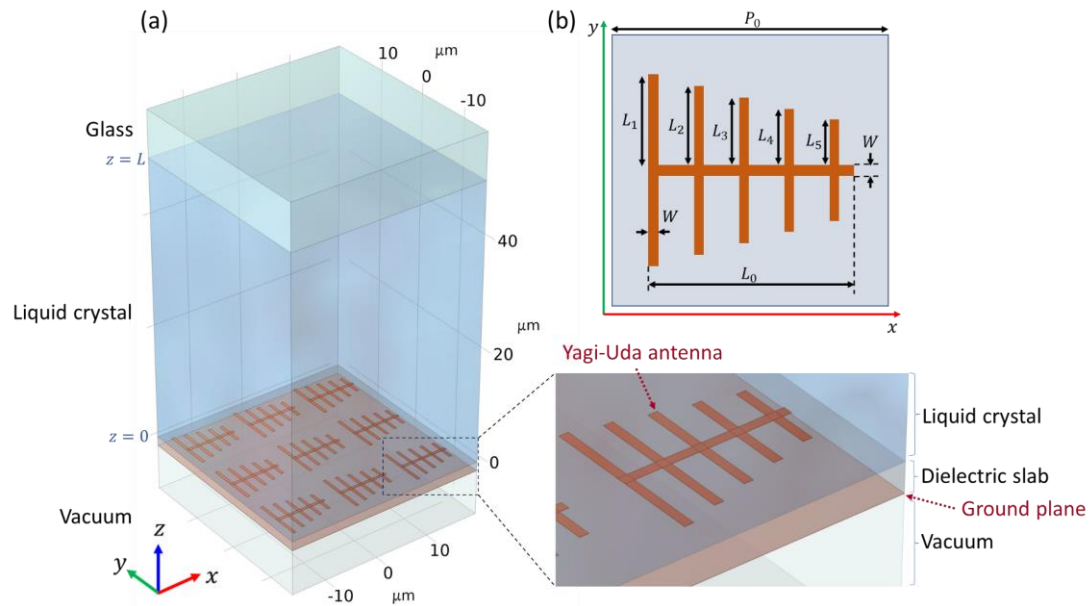 (a)
μm
10
0
-10
Glass
z = L
40
Liquid crystal
μm
20
z = 0
0
Vacuum
z
y
x
10
0
-10
μm
(b)
y
P₀
L₁
L₂
L₃
L₄
L₅
W
W
L₀
x
Yagi-Uda antenna
Liquid crystal
Dielectric slab
Ground plane
Vacuum